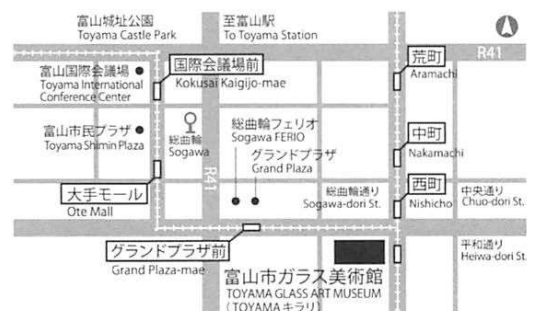 富山城址公園
Toyama Castle Park
至富山駅
To Toyama Station
R41
荒町
Aramachi
富山国際会議場
Toyama International
Conference Center
国際会議場前
Kokusai Kaigijo-mae
富山市民プラザ
Toyama Shimin Plaza
総曲輪
Sogawa
総曲輪フェリオ
Sogawa FERIO
グランドプラザ
Grand Plaza
中町
Nakamachi
R41
大手モール
Ote Mall
総曲輪通り
Sogawa-dori St.
西町
Nishicho
中央通り
Chuo-dori St.
グランドプラザ前
Grand Plaza-mae
平和通り
Heiwa-dori St.
富山市ガラス美術館
TOYAMA GLASS ART MUSEUM
(TOYAMA キラリ)